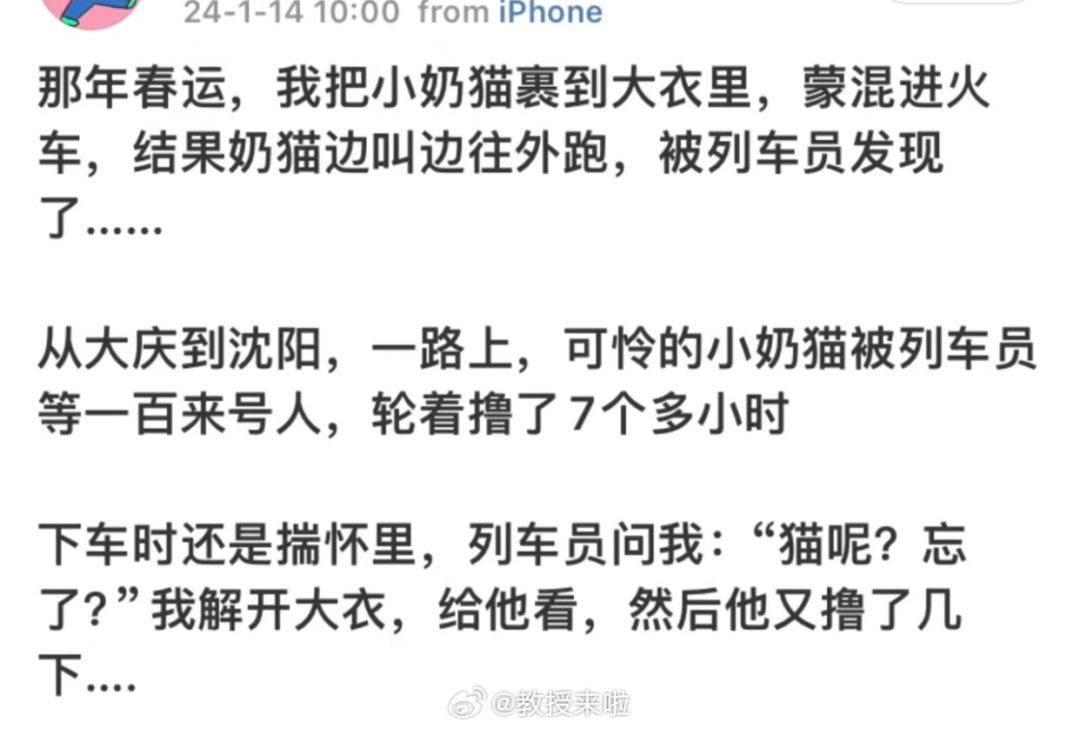 24-1-14 10:00 from iPhone
那年春运，我把小奶猫裹到大衣里，蒙混进火
车，结果奶猫边叫边往外跑，被列车员发现
了......
从大庆到沈阳，一路上，可怜的小奶猫被列车员
等一百来号人，轮着撸了7个多小时
下车时还是揣怀里，列车员问我：“猫呢？忘
了？”我解开大衣，给他看，然后他又撸了几
下....
@教授来啦